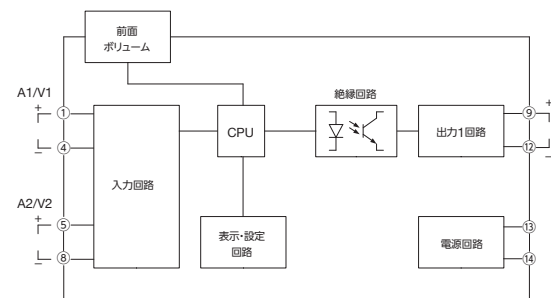 前面
ボリューム
A1/V1
+
①
−
④
A2/V2
+
⑤
−
⑧
入力回路
CPU
表示・設定
回路
絶縁回路
出力1回路
⑨
+
⑫
−
電源回路
⑬
⑭